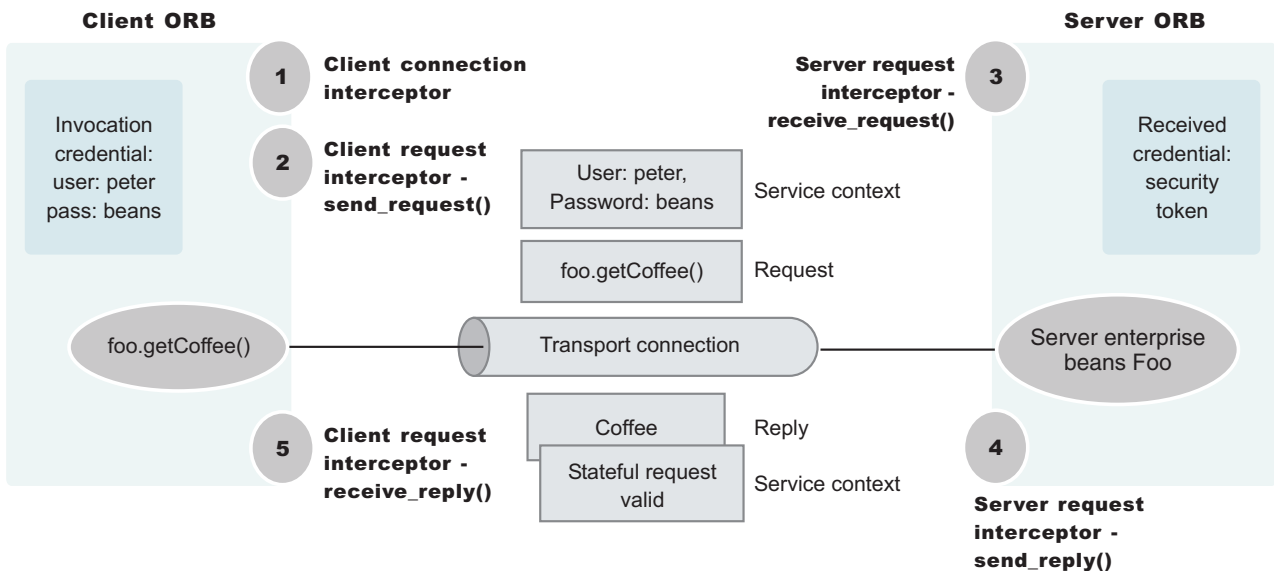 Client ORB
Server ORB
1
Client connection
interceptor
Server request
interceptor -
receive_request()
3
Invocation
credential:
user: peter
pass: beans
2
Client request
interceptor -
send_request()
User: peter,
Password: beans
Service context
Received
credential:
security
token
foo.getCoffee()
Request
foo.getCoffee()
Transport connection
Server enterprise
beans Foo
5
Client request
interceptor -
receive_reply()
Coffee
Reply
Stateful request
valid
Service context
4
Server request
interceptor -
send_reply()